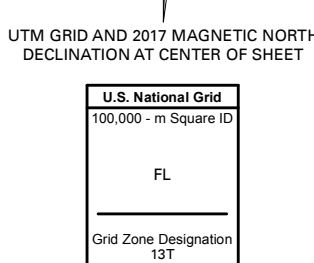 UTM GRID AND 2017 MAGNETIC NORTH
DECLINATION AT CENTER OF SHEET
U.S. National Grid
100,000 - m Square ID
FL
Grid Zone Designation
13T